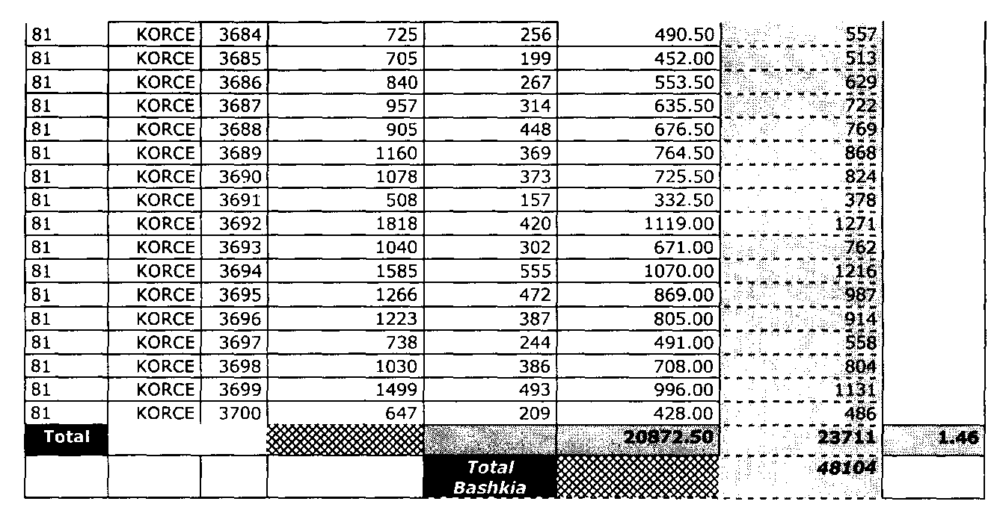 81 KORCE 3684 725 256 490.50 557
81 KORCE 3685 705 199 452.00 513
81 KORCE 3686 840 267 553.50 629
81 KORCE 3687 957 314 635.50 722
81 KORCE 3688 905 448 676.50 769
81 KORCE 3689 1160 369 764.50 868
81 KORCE 3690 1078 373 725.50 824
81 KORCE 3691 508 157 332.50 378
81 KORCE 3692 1818 420 1119.00 1271
81 KORCE 3693 1040 302 671.00 762
81 KORCE 3694 1585 555 1070.00 1216
81 KORCE 3695 1266 472 869.00 987
81 KORCE 3696 1223 387 805.00 914
81 KORCE 3697 738 244 491.00 558
81 KORCE 3698 1030 386 708.00 804
81 KORCE 3699 1499 493 996.00 1131
81 KORCE 3700 647 209 428.00 486
Total 20872.50 23711 1.46
Total 48104
Bashkia